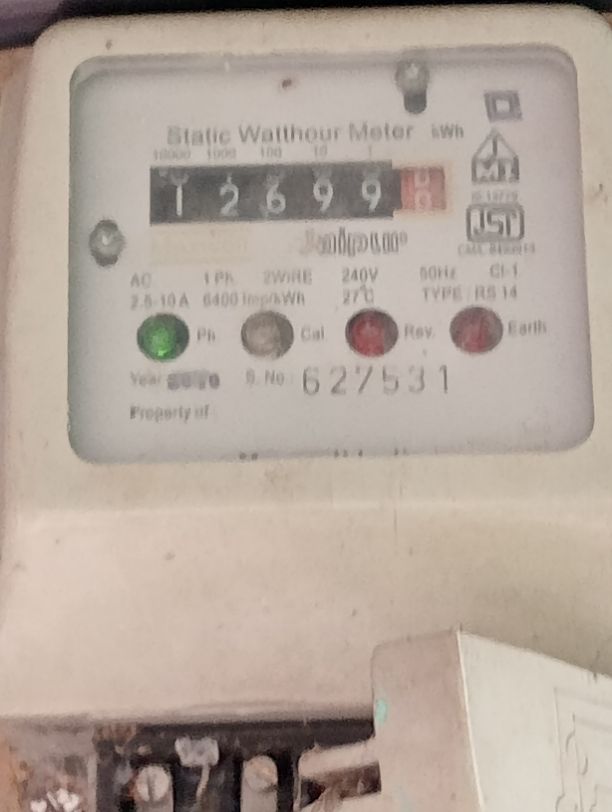 Static Watthour Meter kWh
10000 1000 100 10 1
1 2 6 9 9
Jaipur
AC 1 Ph 2WIRE 240V 50Hz Cl-1
2.5-10A 6400 Imp/kWh 27°C TYPE: RS 14
Ph Cal Rev. Earth
Year S. No. 627531
Property of